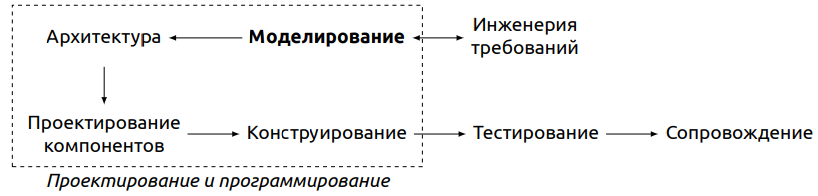 Архитектура
Моделирование
Инженерия
требований
Проектирование
компонентов
Конструирование
Тестирование
Сопровождение
Проектирование и программирование